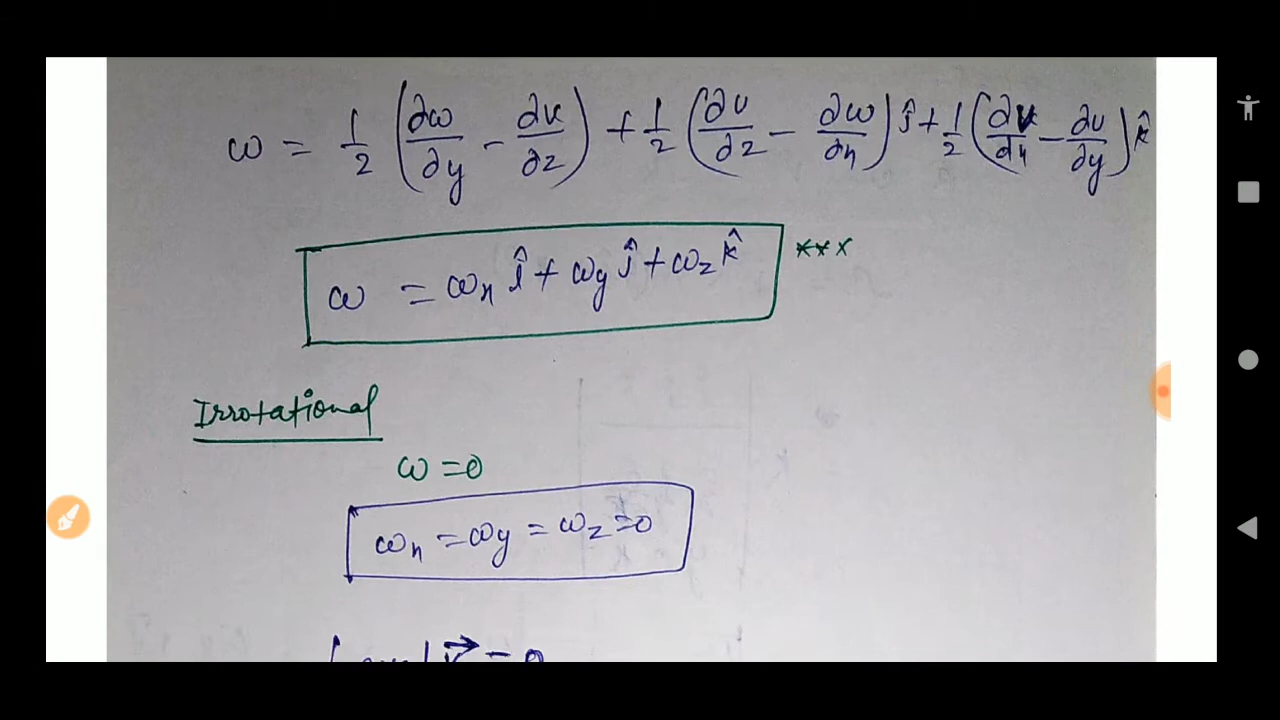 ω = 1/2 (∂ω/∂y − ∂v/∂z) + 1/2 (∂u/∂z − ∂ω/∂x) ĵ + 1/2 (∂v/∂x − ∂u/∂y) k̂
ω = ωx î + ωy ĵ + ωz k̂ ***
Irrotational
ω = 0
ωx = ωy = ωz = 0